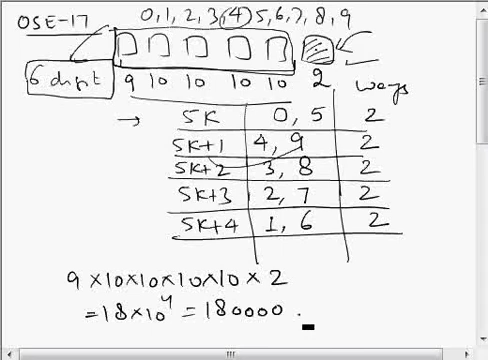 OSE-17
0, 1, 2, 3, 4, 5, 6, 7, 8, 9
6 digit
9 10 10 10 10 2 ways
→ 5K 0, 5 2
5K+1 4, 9 2
5K+2 3, 8 2
5K+3 2, 7 2
5K+4 1, 6 2
9 × 10 × 10 × 10 × 10 × 2
= 18 × 10⁴ = 180000 .